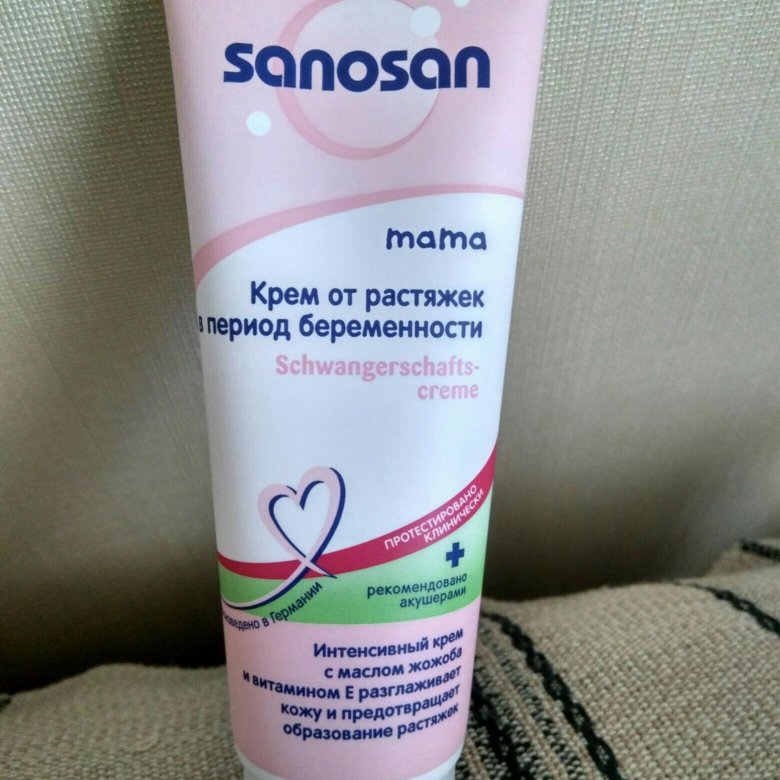 sanosan
mama
Крем от растяжек
в период беременности
Schwangerschafts-
creme
ПРОТЕСТИРОВАНО
КЛИНИЧЕСКИ
рекомендовано
акушерами
в Германии
Интенсивный крем
с маслом жожоба
и витамином Е разглаживает
кожу и предотвращает
образование растяжек